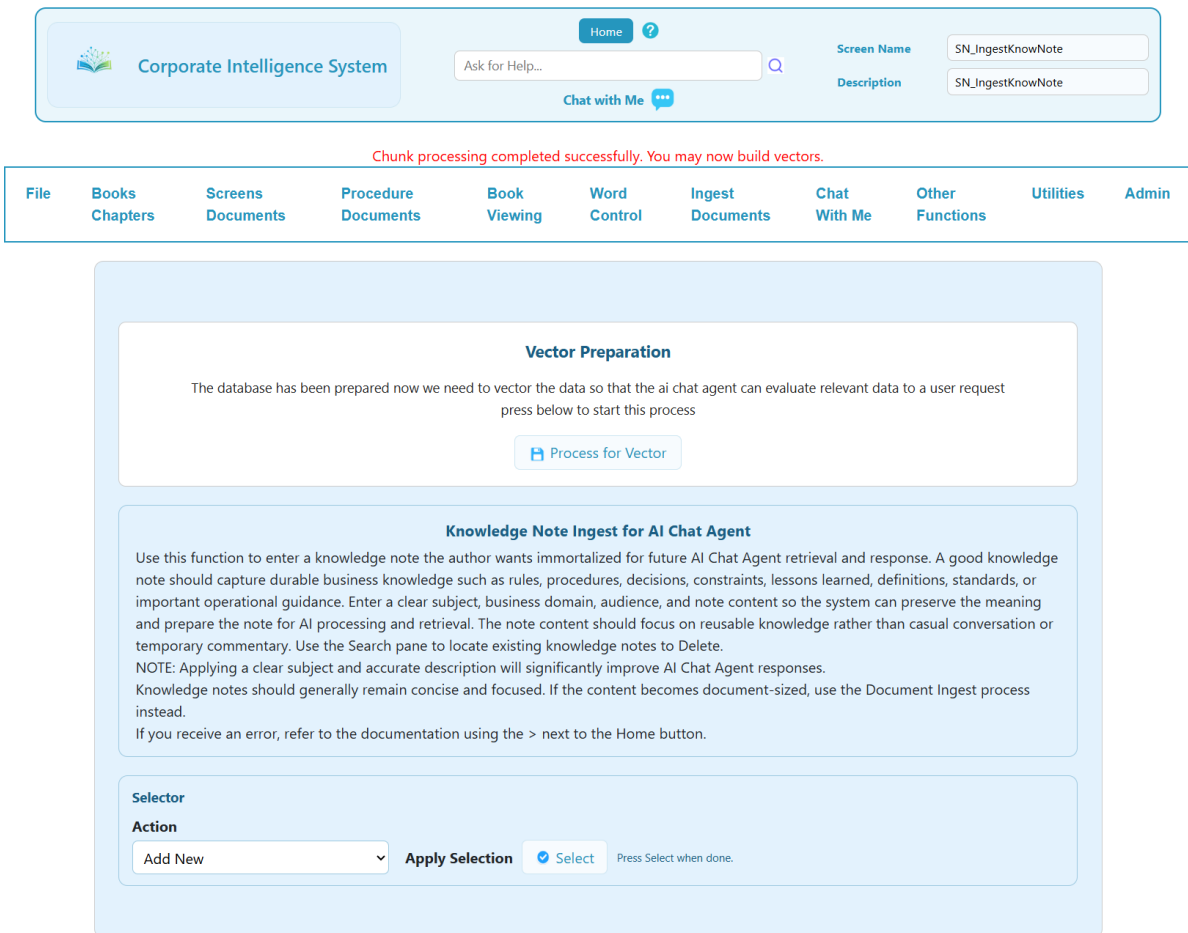 Home ?
Corporate Intelligence System
Ask for Help...
Chat with Me
Screen Name SN_IngestKnowNote
Description SN_IngestKnowNote
Chunk processing completed successfully. You may now build vectors.
File
Books Chapters
Screens Documents
Procedure Documents
Book Viewing
Word Control
Ingest Documents
Chat With Me
Other Functions
Utilities
Admin
Vector Preparation
The database has been prepared now we need to vector the data so that the ai chat agent can evaluate relevant data to a user request
press below to start this process
Process for Vector
Knowledge Note Ingest for AI Chat Agent
Use this function to enter a knowledge note the author wants immortalized for future AI Chat Agent retrieval and response. A good knowledge
note should capture durable business knowledge such as rules, procedures, decisions, constraints, lessons learned, definitions, standards, or
important operational guidance. Enter a clear subject, business domain, audience, and note content so the system can preserve the meaning
and prepare the note for AI processing and retrieval. The note content should focus on reusable knowledge rather than casual conversation or
temporary commentary. Use the Search pane to locate existing knowledge notes to Delete.
NOTE: Applying a clear subject and accurate description will significantly improve AI Chat Agent responses.
Knowledge notes should generally remain concise and focused. If the content becomes document-sized, use the Document Ingest process
instead.
If you receive an error, refer to the documentation using the > next to the Home button.
Selector
Action
Add New
Apply Selection
Select
Press Select when done.